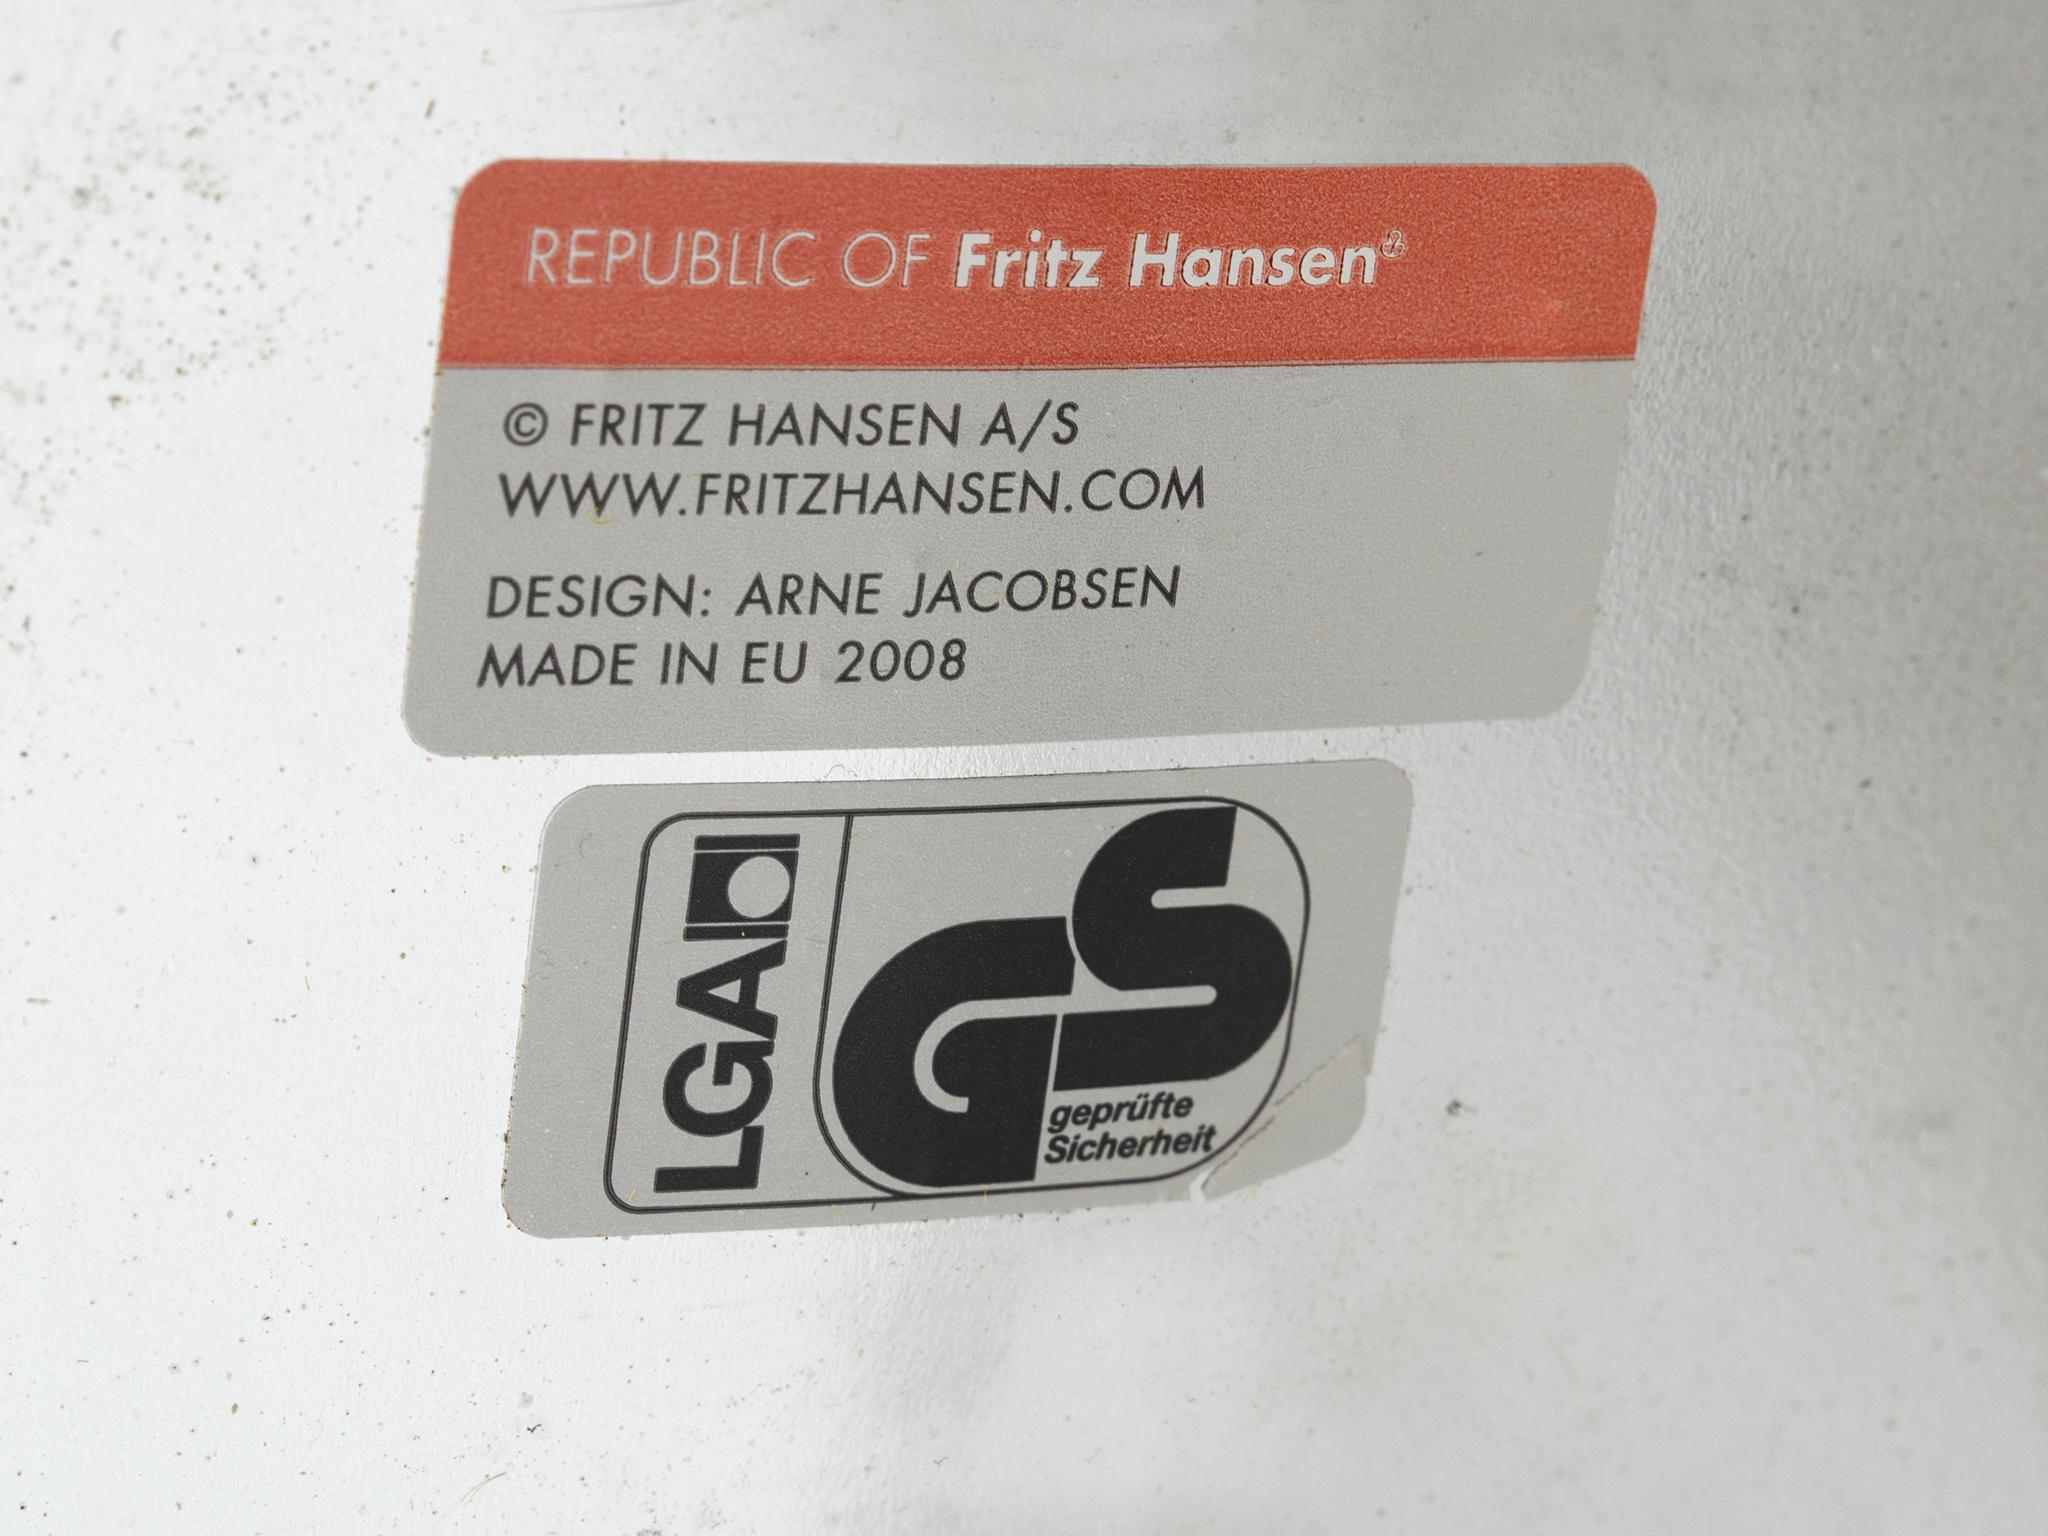 REPUBLIC OF Fritz Hansen®
© FRITZ HANSEN A/S
WWW.FRITZHANSEN.COM
DESIGN: ARNE JACOBSEN
MADE IN EU 2008
LGA
GS
geprüfte
Sicherheit